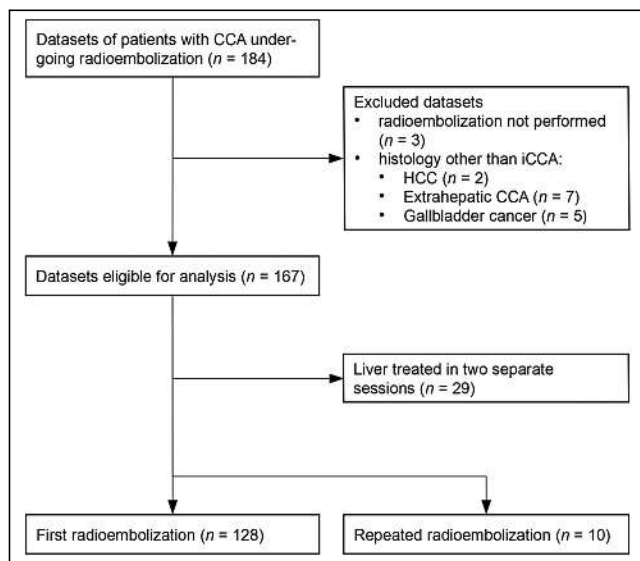 Datasets of patients with CCA under-
going radioembolization (n = 184)
Excluded datasets
• radioembolization not performed
(n = 3)
• histology other than iCCA:
• HCC (n = 2)
• Extrahepatic CCA (n = 7)
• Gallbladder cancer (n = 5)
Datasets eligible for analysis (n = 167)
Liver treated in two separate
sessions (n = 29)
First radioembolization (n = 128)
Repeated radioembolization (n = 10)